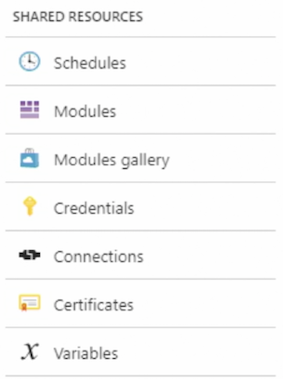 SHARED RESOURCES
Schedules
Modules
Modules gallery
Credentials
Connections
Certificates
X Variables